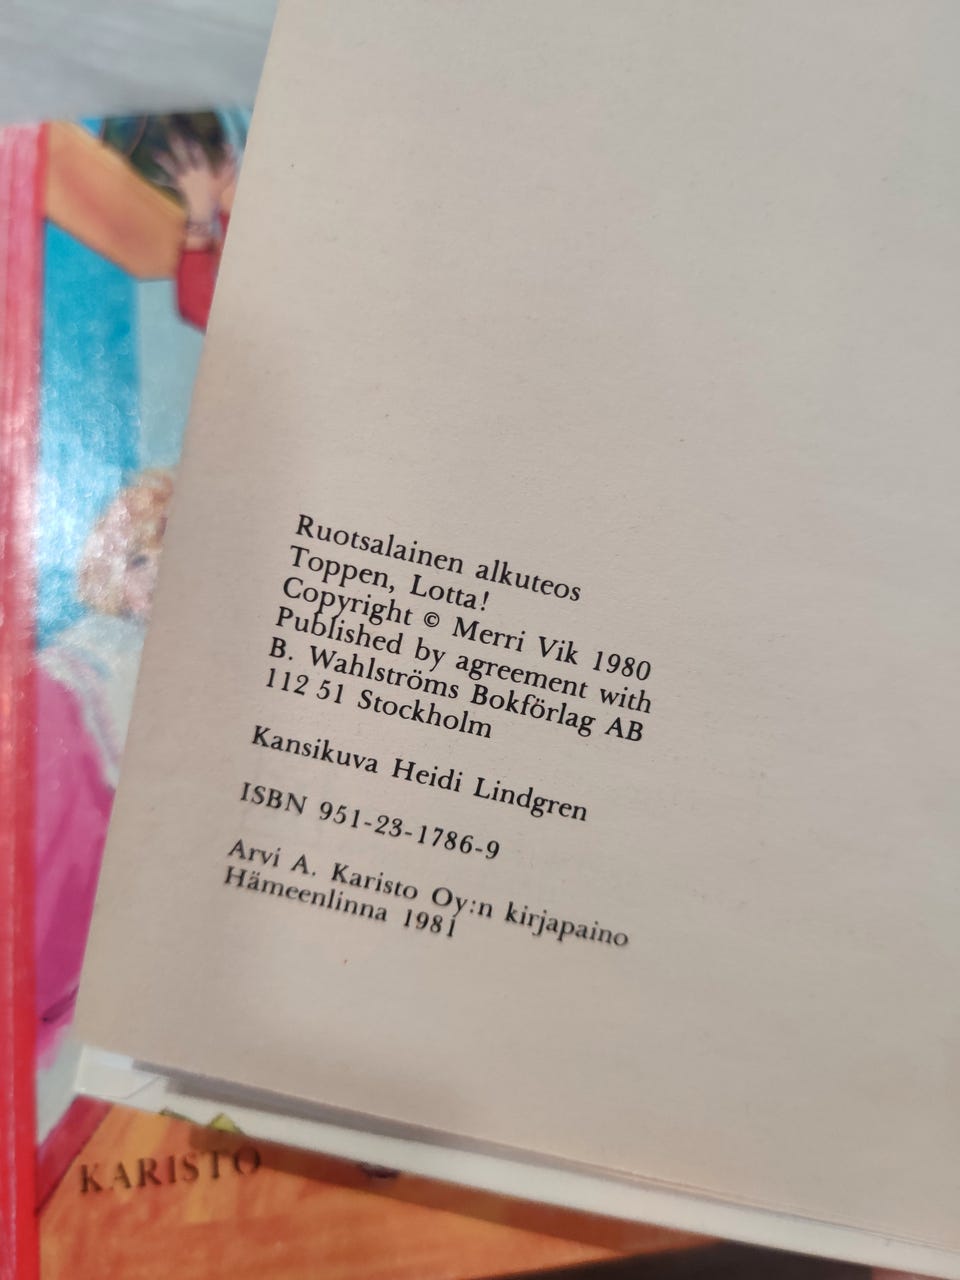 Ruotsalainen alkuteos
Toppen, Lotta!
Copyright © Merri Vik 1980
Published by agreement with
B. Wahlströms Bokförlag AB
112 51 Stockholm
Kansikuva Heidi Lindgren
ISBN 951-23-1786-9
Arvi A. Karisto Oy:n kirjapaino
Hämeenlinna 1981
KARISTO